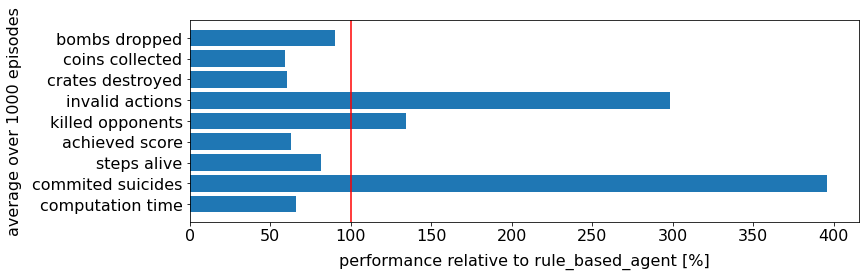 average over 1000 episodes
bombs dropped
coins collected
crates destroyed
invalid actions
killed opponents
achieved score
steps alive
commited suicides
computation time
0 50 100 150 200 250 300 350 400
performance relative to rule_based_agent [%]